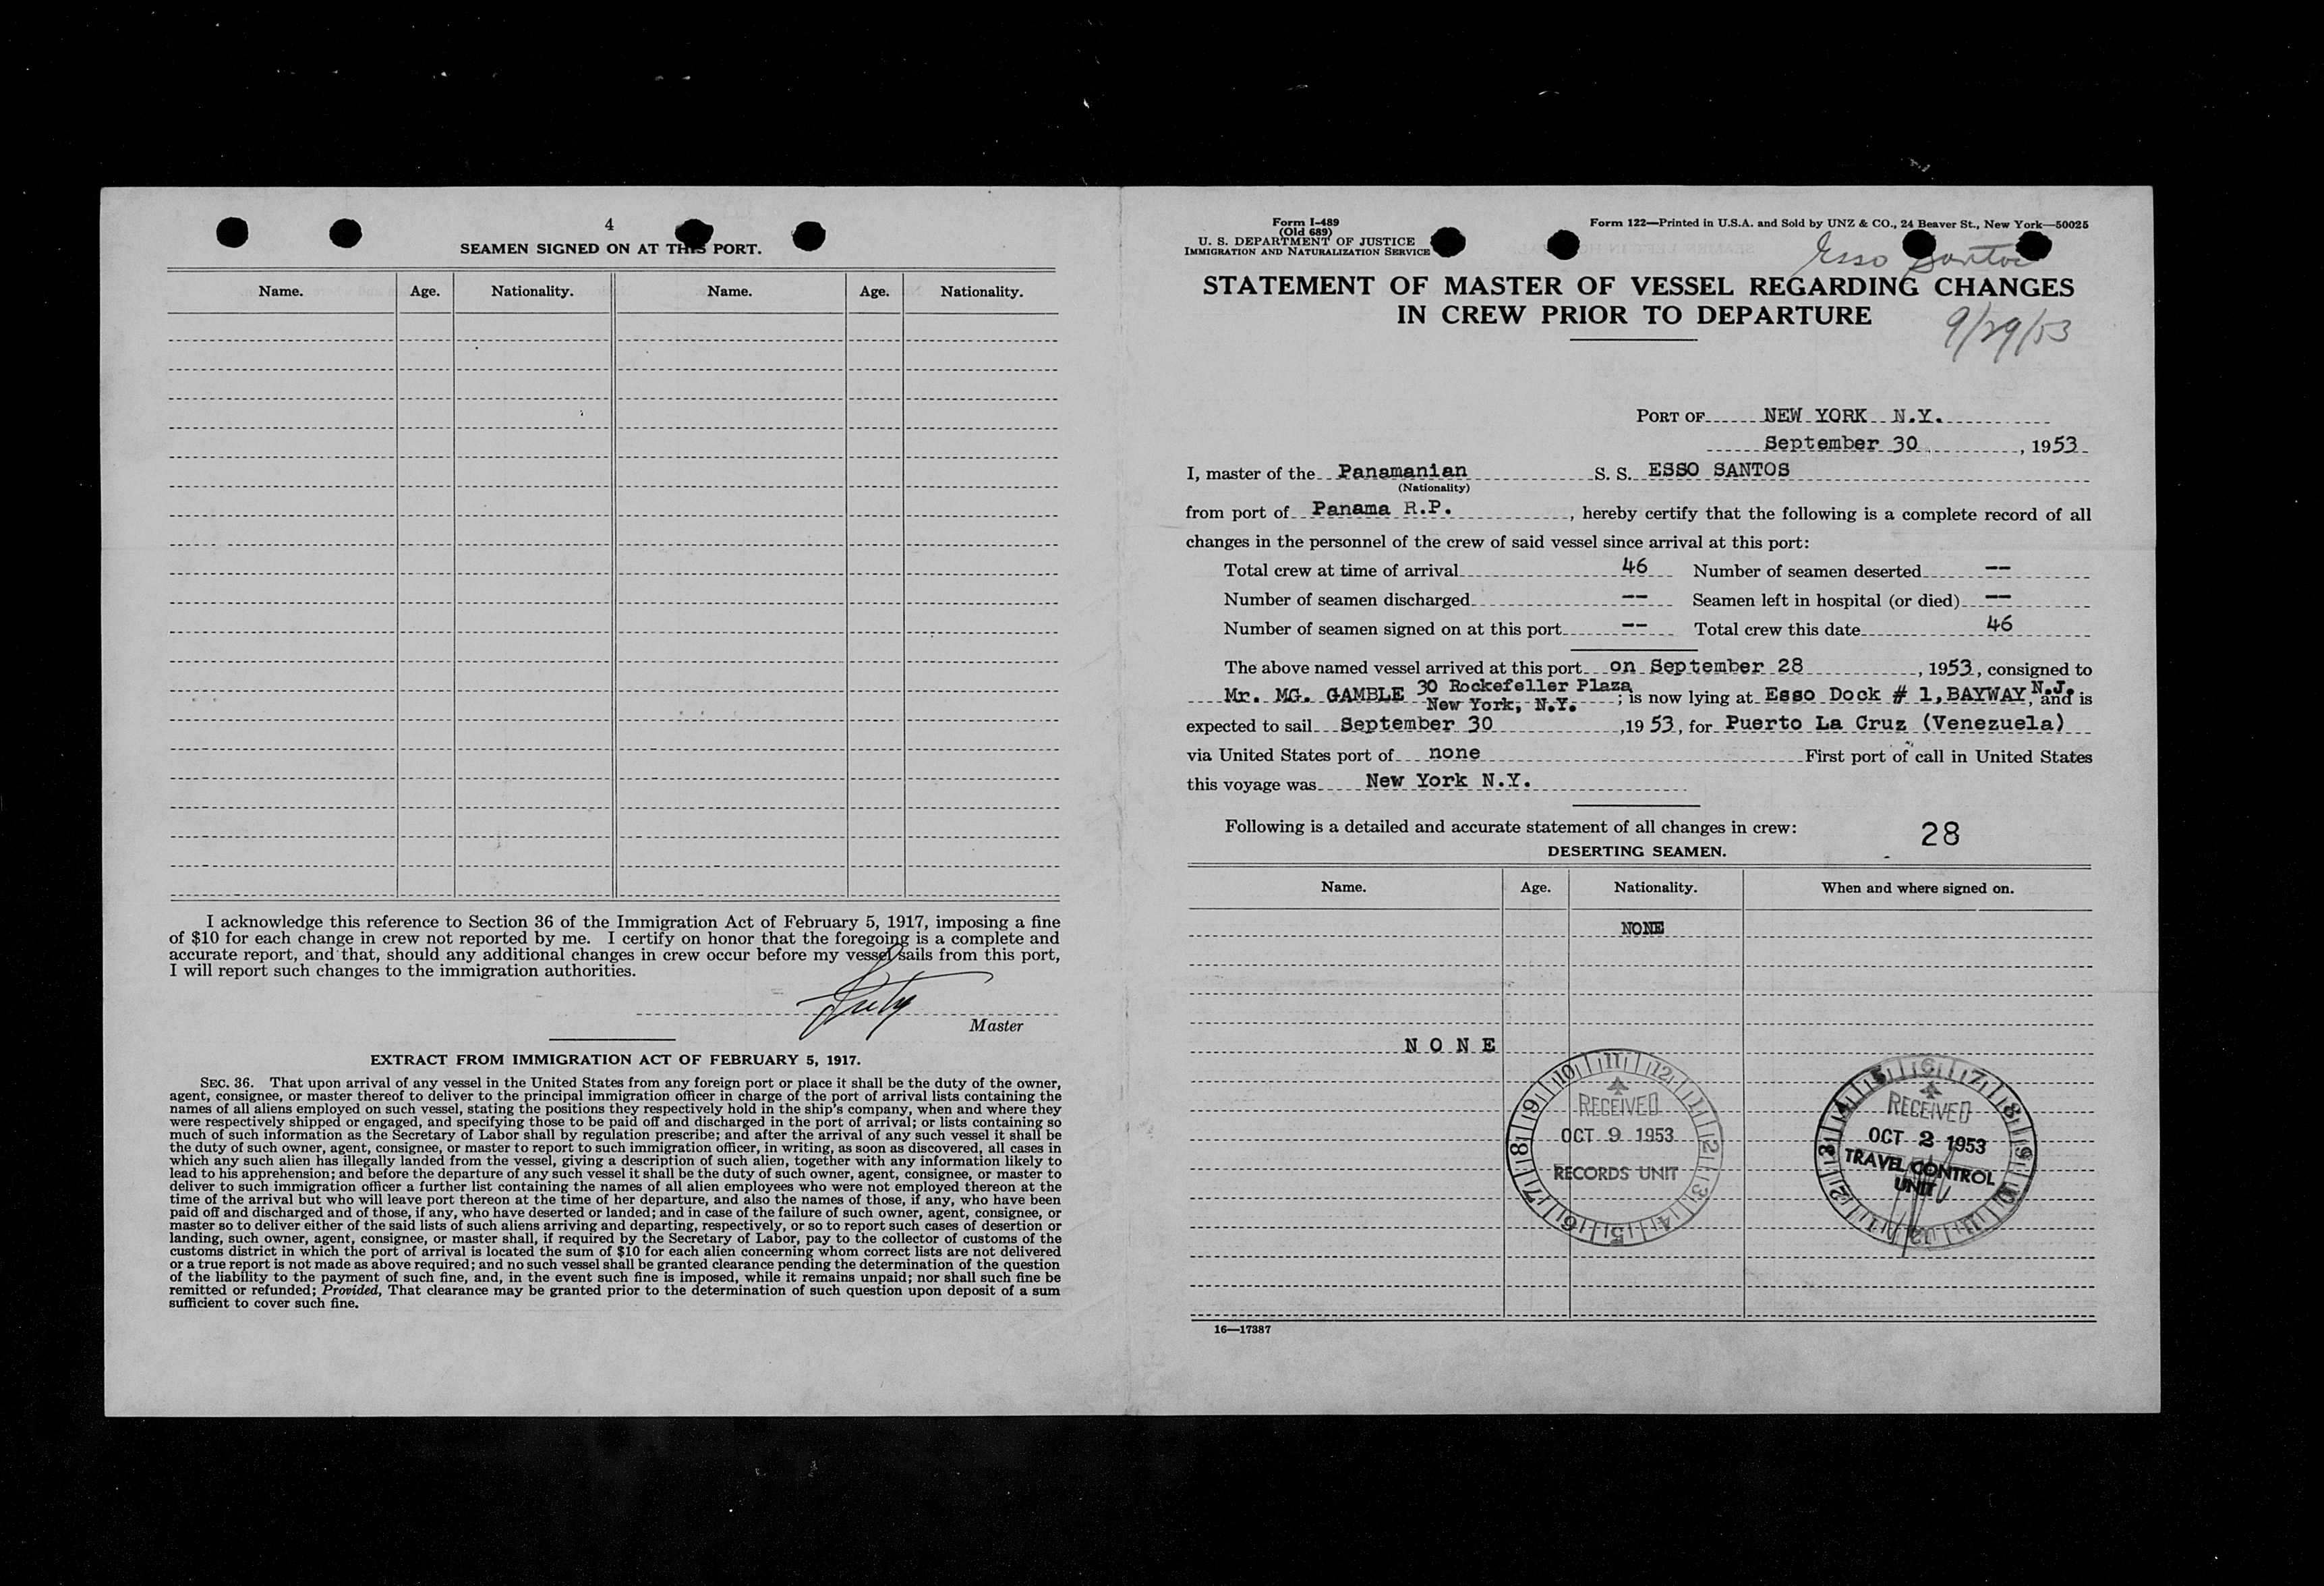 4
SEAMEN SIGNED ON AT THIS PORT.
Name. Age. Nationality. Name. Age. Nationality.
I acknowledge this reference to Section 36 of the Immigration Act of February 5, 1917, imposing a fine
of $10 for each change in crew not reported by me. I certify on honor that the foregoing is a complete and
accurate report, and that, should any additional changes in crew occur before my vessel sails from this port,
I will report such changes to the immigration authorities.
Master
EXTRACT FROM IMMIGRATION ACT OF FEBRUARY 5, 1917.
SEC. 36. That upon arrival of any vessel in the United States from any foreign port or place it shall be the duty of the owner,
agent, consignee, or master thereof to deliver to the principal immigration officer in charge of the port of arrival lists containing the
names of all aliens employed on such vessel, stating the positions they respectively hold in the ship's company, when and where they
were respectively shipped or engaged, and specifying those to be paid off and discharged in the port of arrival; or lists containing so
much of such information as the Secretary of Labor shall by regulation prescribe; and after the arrival of any such vessel it shall be
the duty of such owner, agent, consignee, or master to report to such immigration officer, in writing, as soon as discovered, all cases in
which any such alien has illegally landed from the vessel, giving a description of such alien, together with any information likely to
lead to his apprehension; and before the departure of any such vessel it shall be the duty of such owner, agent, consignee, or master to
deliver to such immigration officer a further list containing the names of all alien employees who were not employed thereon at the
time of the arrival but who will leave port thereon at the time of her departure, and also the names of those, if any, who have been
paid off and discharged and of those, if any, who have deserted or landed; and in case of the failure of such owner, agent, consignee, or
master so to deliver either of the said lists of such aliens arriving and departing, respectively, or so to report such cases of desertion or
landing, such owner, agent, consignee, or master shall, if required by the Secretary of Labor, pay to the collector of customs of the
customs district in which the port of arrival is located the sum of $10 for each alien concerning whom correct lists are not delivered
or a true report is not made as above required; and no such vessel shall be granted clearance pending the determination of the question
of the liability to the payment of such fine, and, in the event such fine is imposed, while it remains unpaid; nor shall such fine be
remitted or refunded; Provided, That clearance may be granted prior to the determination of such question upon deposit of a sum
sufficient to cover such fine.
Form I-489
(Old 689)
U. S. DEPARTMENT OF JUSTICE
IMMIGRATION AND NATURALIZATION SERVICE
Form 122—Printed in U.S.A. and Sold by UNZ & CO., 24 Beaver St., New York—50025
Esso Santos
STATEMENT OF MASTER OF VESSEL REGARDING CHANGES
IN CREW PRIOR TO DEPARTURE
9/29/53
PORT OF NEW YORK N.Y.
September 30, 1953
I, master of the Panamanian S. S. ESSO SANTOS
(Nationality)
from port of Panama R.P., hereby certify that the following is a complete record of all
changes in the personnel of the crew of said vessel since arrival at this port:
Total crew at time of arrival 46 Number of seamen deserted --
Number of seamen discharged -- Seamen left in hospital (or died) --
Number of seamen signed on at this port -- Total crew this date 46
The above named vessel arrived at this port on September 28, 1953, consigned to
Mr. MG. GAMBLE 30 Rockefeller Plaza New York, N.Y.; is now lying at Esso Dock # 1, BAYWAY N.J., and is
expected to sail September 30, 1953, for Puerto La Cruz (Venezuela)
via United States port of none First port of call in United States
this voyage was New York N.Y.
Following is a detailed and accurate statement of all changes in crew:
28
DESERTING SEAMEN.
Name. Age. Nationality. When and where signed on.
NONE
N O N E
10 11 12 1 2 3 4 5 6 7 8 9
RECEIVED
OCT 9 1953
RECORDS UNIT
5 6 7 8 9 10 11 12 1 2 3 4
RECEIVED
OCT 2 1953
TRAVEL CONTROL
UNIT
16—17387